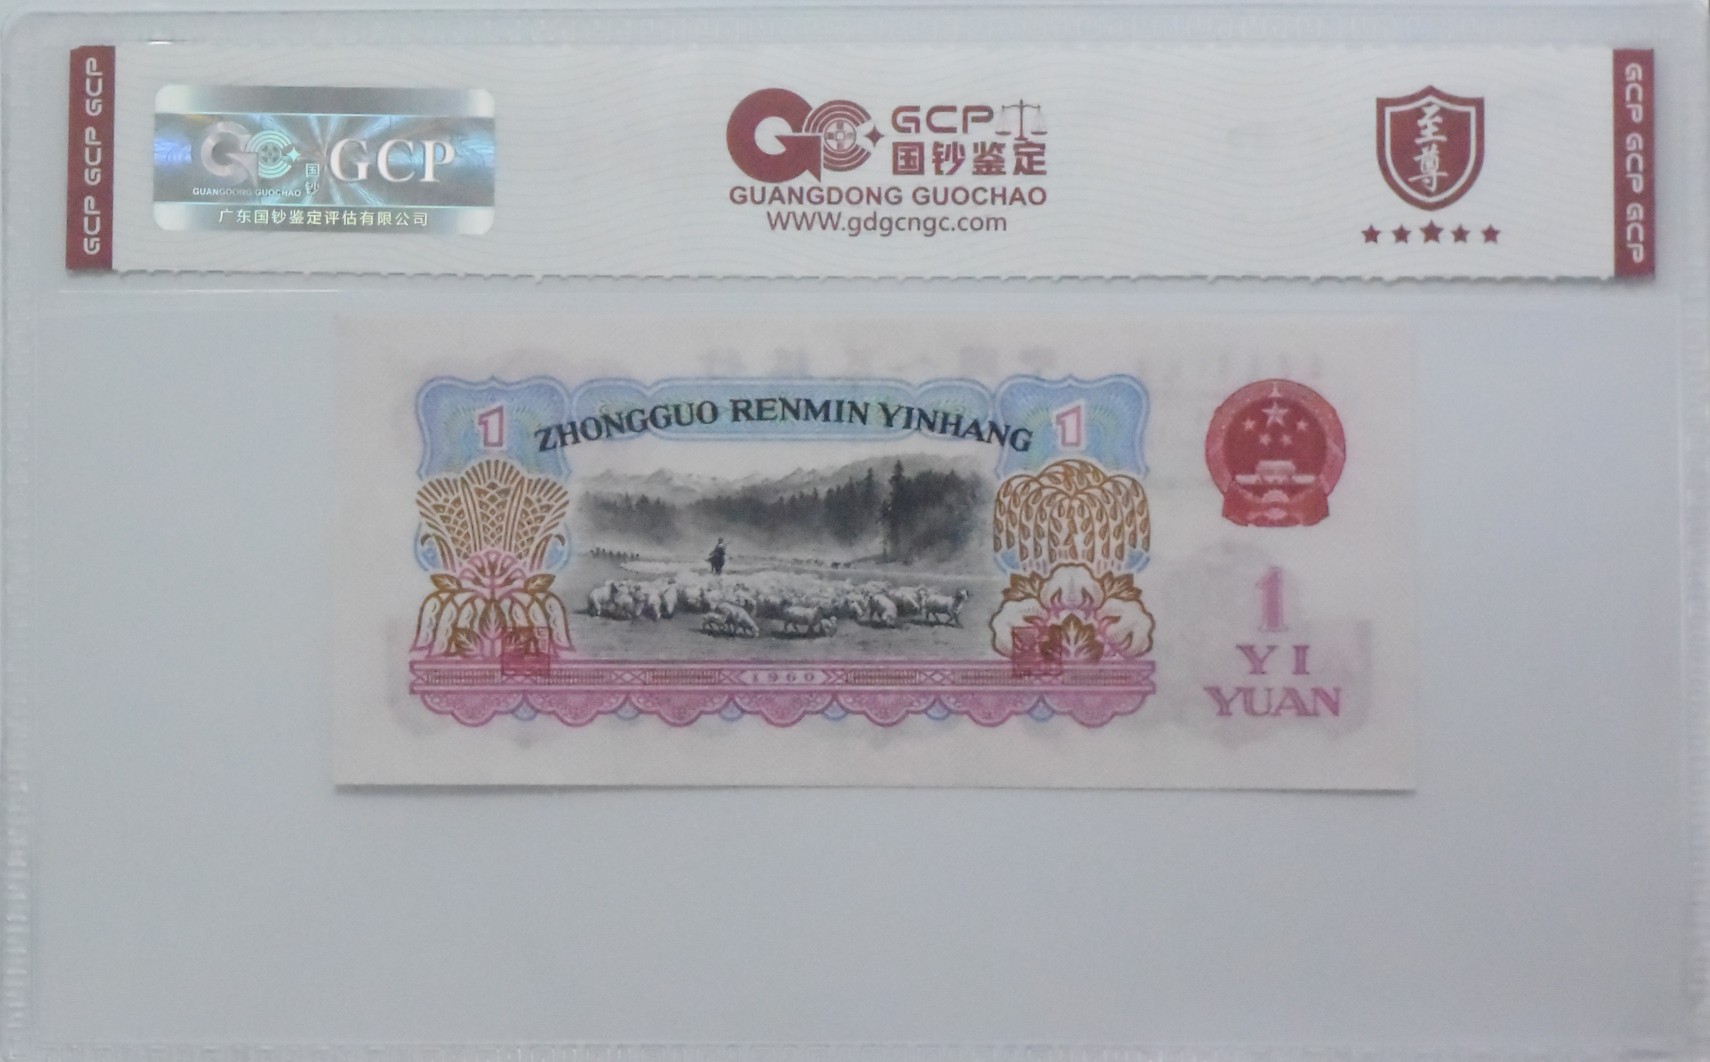 GCP GCP GCP
GUANGDONG GUOCHAO
国钞
GCP
广东国钞鉴定评估有限公司
GCP
国钞鉴定
GUANGDONG GUOCHAO
WWW.gdgcngc.com
至尊
GCP GCP GCP
1
ZHONGGUO RENMIN YINHANG
1
1960
1
YI
YUAN